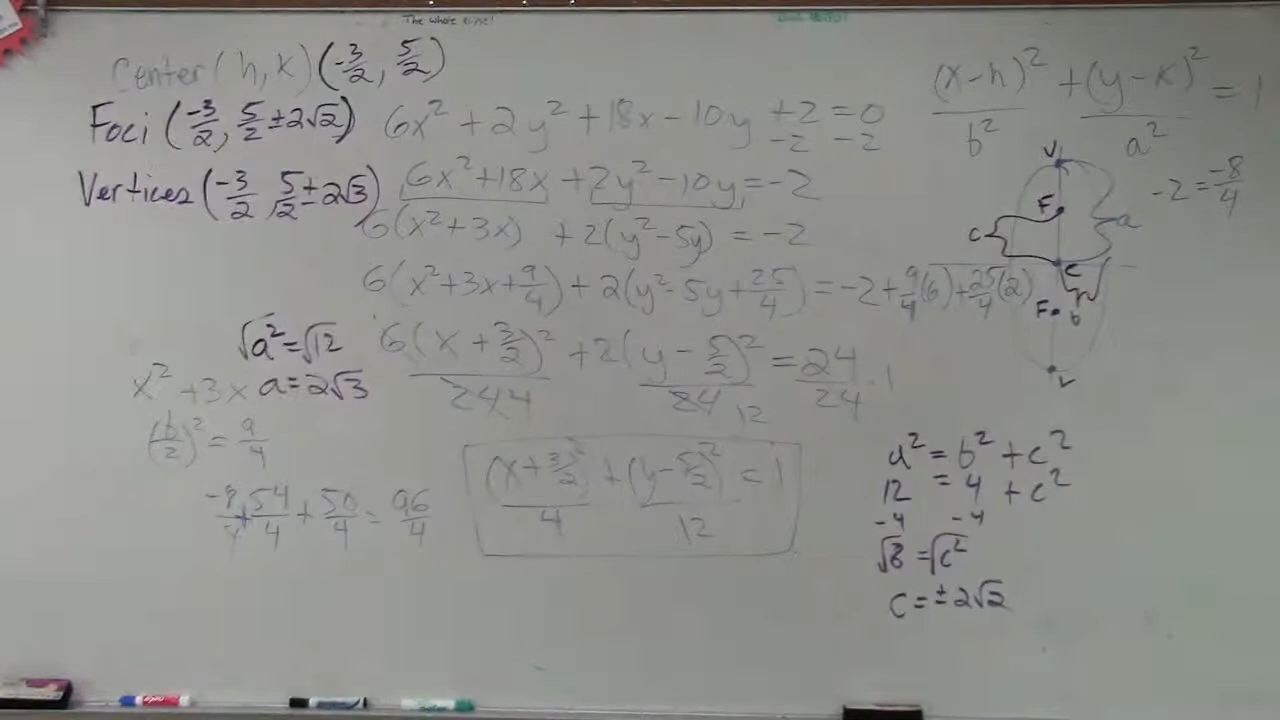 The whole
Center (h, k) (-3/2, 5/2)
Foci (-3/2, 5/2 ± 2√2)
Vertices (-3/2, 5/2 ± 2√3)
6x² + 2y² + 18x - 10y + 2 = 0
-2 -2
6x² + 18x + 2y² - 10y = -2
6(x² + 3x) + 2(y² - 5y) = -2
6(x² + 3x + 9/4) + 2(y² - 5y + 25/4) = -2 + 9/4(6) + 25/4(2)
6(x + 3/2)²/24 4 + 2(y - 5/2)²/24 12 = 24/24 1
(x + 3/2)²/4 + (y - 5/2)²/12 = 1
√a² = √12
a = 2√3
x² + 3x
(b/2)² = 9/4
-8/4 + 54/4 + 50/4 = 96/4
(x - h)²/b² + (y - k)²/a² = 1
-2 = -8/4
V
F
a
c
C
F
b
V
a² = b² + c²
12 = 4 + c²
-4 -4
√8 = √c²
c = ± 2√2